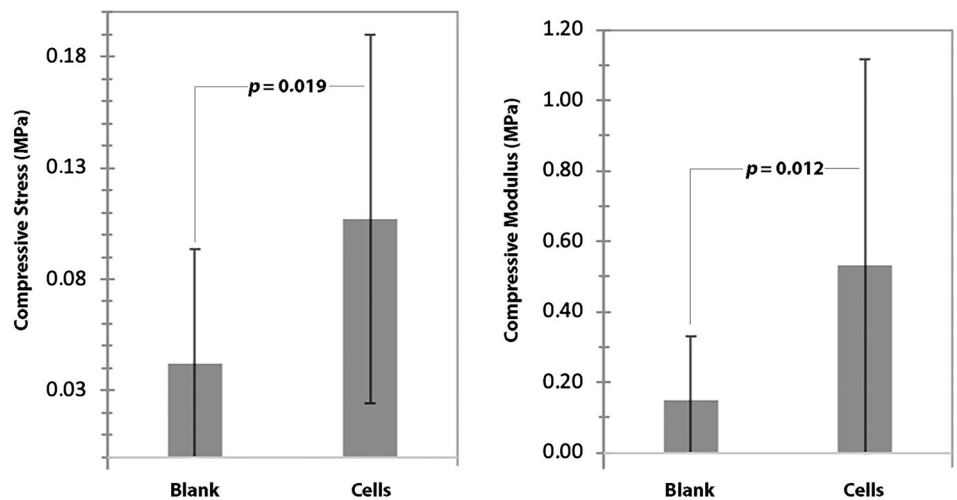 Compressive Stress (MPa)
0.18
0.13
0.08
0.03
p = 0.019
Blank
Cells
Compressive Modulus (MPa)
1.20
1.00
0.80
0.60
0.40
0.20
0.00
p = 0.012
Blank
Cells